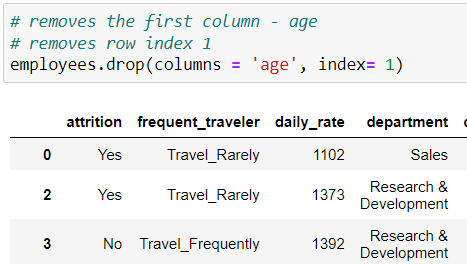 # removes the first column - age
# removes row index 1
employees.drop(columns = 'age', index= 1)
attrition frequent_traveler daily_rate department
0 Yes Travel_Rarely 1102 Sales
2 Yes Travel_Rarely 1373 Research &
Development
3 No Travel_Frequently 1392 Research &
Development